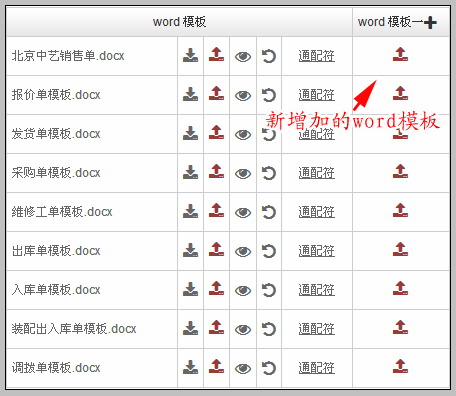 word 模板 word 模板一
北京中艺销售单.docx 通配符
报价单模板.docx 通配符
新增加的word模板
发货单模板.docx 通配符
采购单模板.docx 通配符
维修工单模板.docx 通配符
出库单模板.docx 通配符
入库单模板.docx 通配符
装配出入库单模板.docx 通配符
调拨单模板.docx 通配符